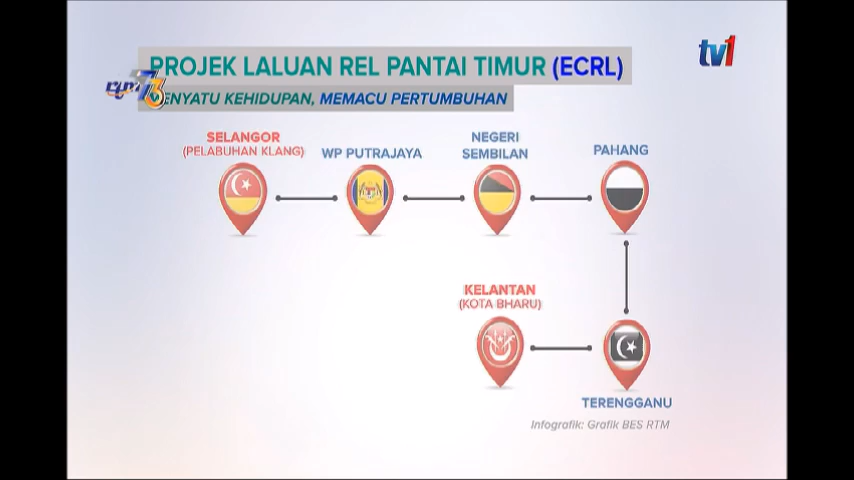 PROJEK LALUAN REL PANTAI TIMUR (ECRL)
tv1
MENYATU KEHIDUPAN, MEMACU PERTUMBUHAN
SELANGOR
(PELABUHAN KLANG)
WP PUTRAJAYA
NEGERI
SEMBILAN
PAHANG
KELANTAN
(KOTA BHARU)
TERENGGANU
Infografik: Grafik BES RTM